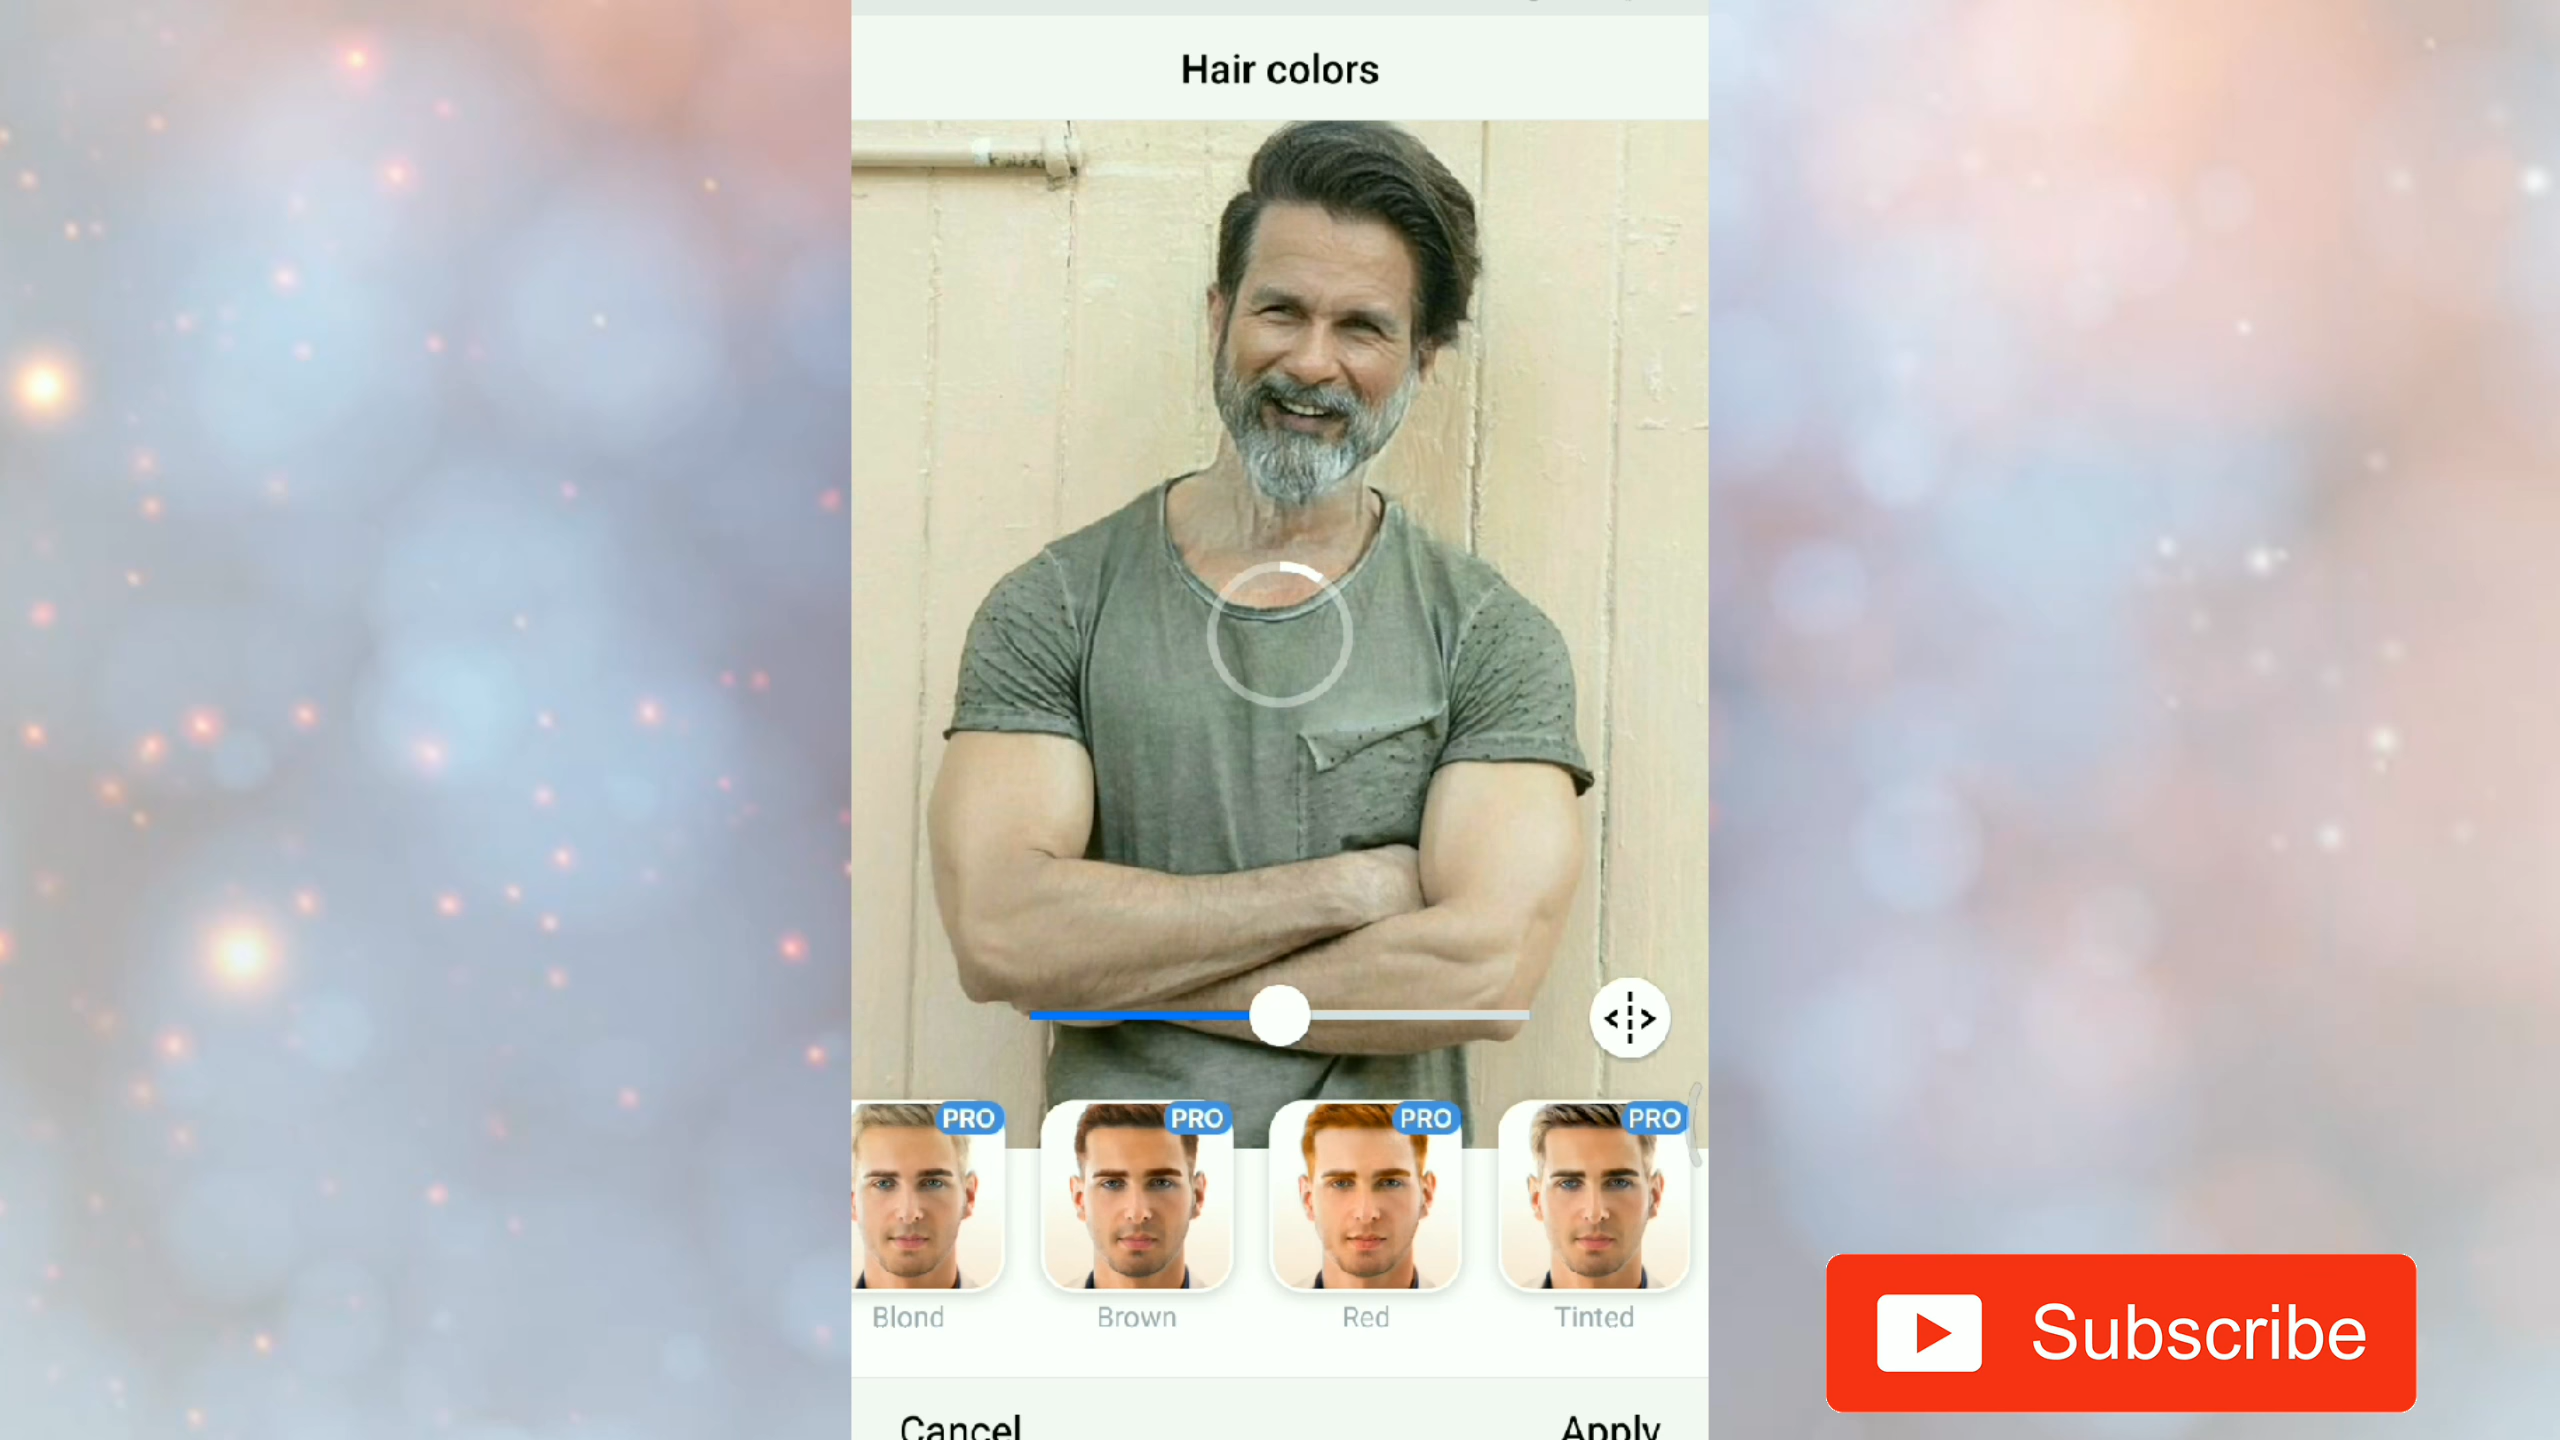 Hair colors
PRO
PRO
PRO
PRO
Blond
Brown
Red
Tinted
Subscribe
Cancel
Apply